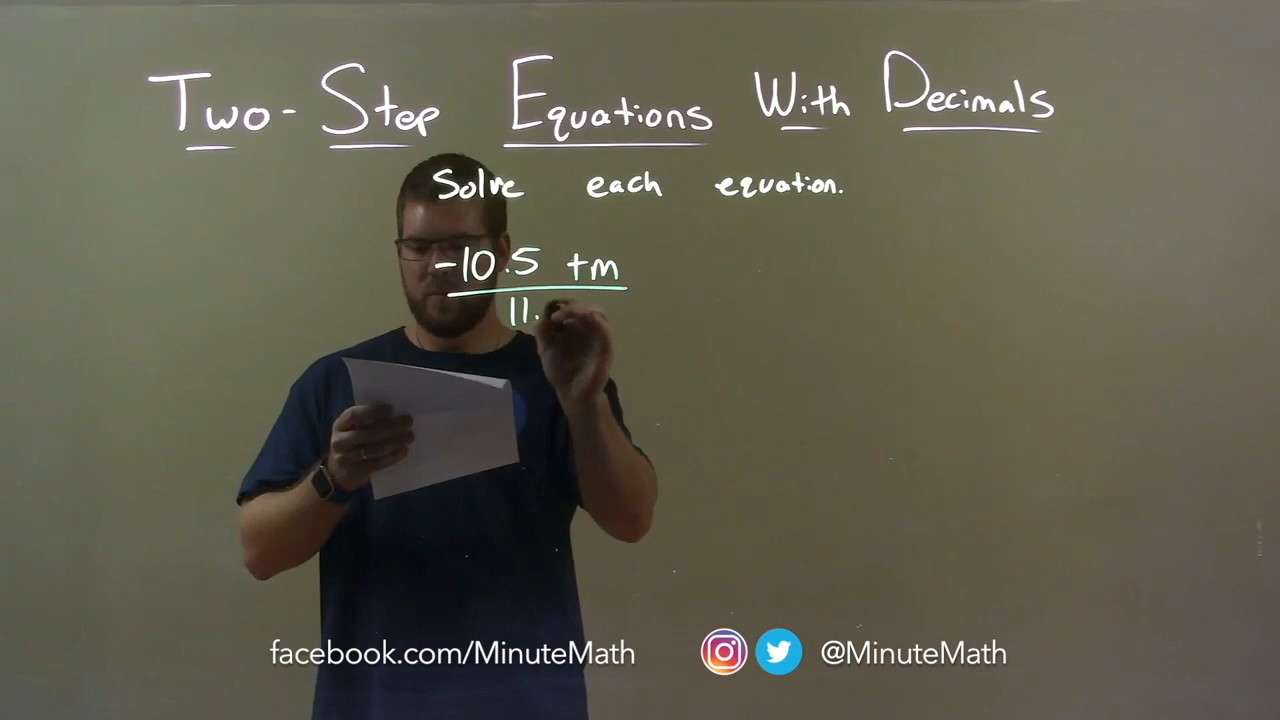 Two-Step Equations With Decimals
Solve each equation.
-10.5 +m
11.
facebook.com/MinuteMath @MinuteMath